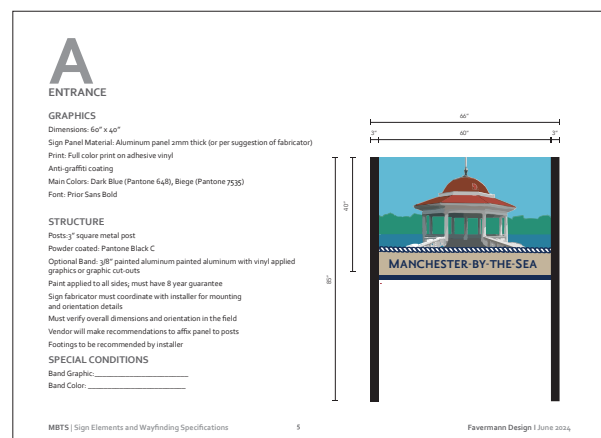 A
ENTRANCE
GRAPHICS
Dimensions: 60” x 40”
Sign Panel Material: Aluminum panel 2mm thick (or per suggestion of fabricator)
Print: Full color print on adhesive vinyl
Anti-graffiti coating
Main Colors: Dark Blue (Pantone 648), Biege (Pantone 7535)
Font: Prior Sans Bold
STRUCTURE
Posts:3” square metal post
Powder coated: Pantone Black C
Optional Band: 3/8” painted aluminum painted aluminum with vinyl applied
graphics or graphic cut-outs
Paint applied to all sides; must have 8 year guarantee
Sign fabricator must coordinate with installer for mounting
and orientation details
Must verify overall dimensions and orientation in the field
Vendor will make recommendations to affix panel to posts
Footings to be recommended by installer
SPECIAL CONDITIONS
Band Graphic:______________________
Band Color: _______________________
66”
3” 60” 3”
40”
85”
MANCHESTER-BY-THE-SEA
MBTS | Sign Elements and Wayfinding Specifications 5 Favermann Design I June 2024